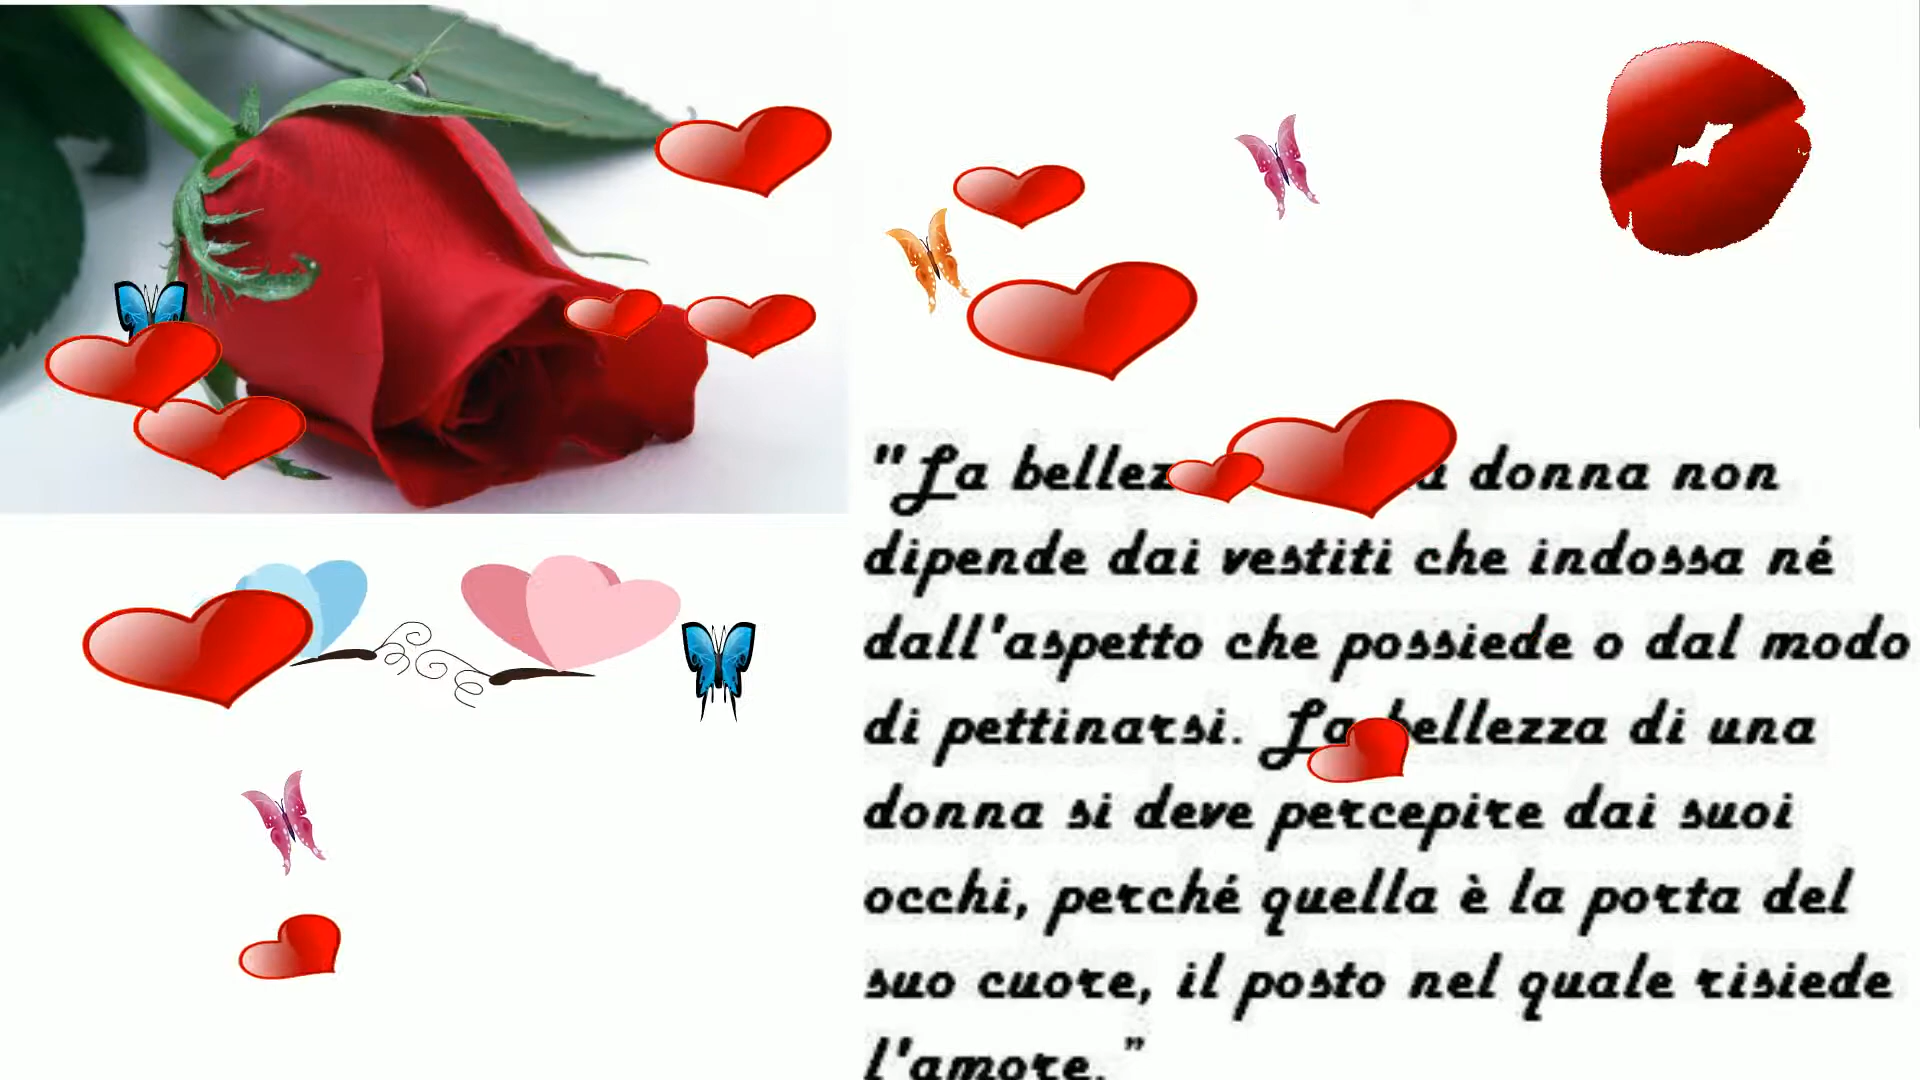 "La bellez donna non
dipende dai vestiti che indossa né
dall'aspetto che possiede o dal modo
di pettinarsi. La bellezza di una
donna si deve percepire dai suoi
occhi, perché quella è la porta del
suo cuore, il posto nel quale risiede
l'amore."